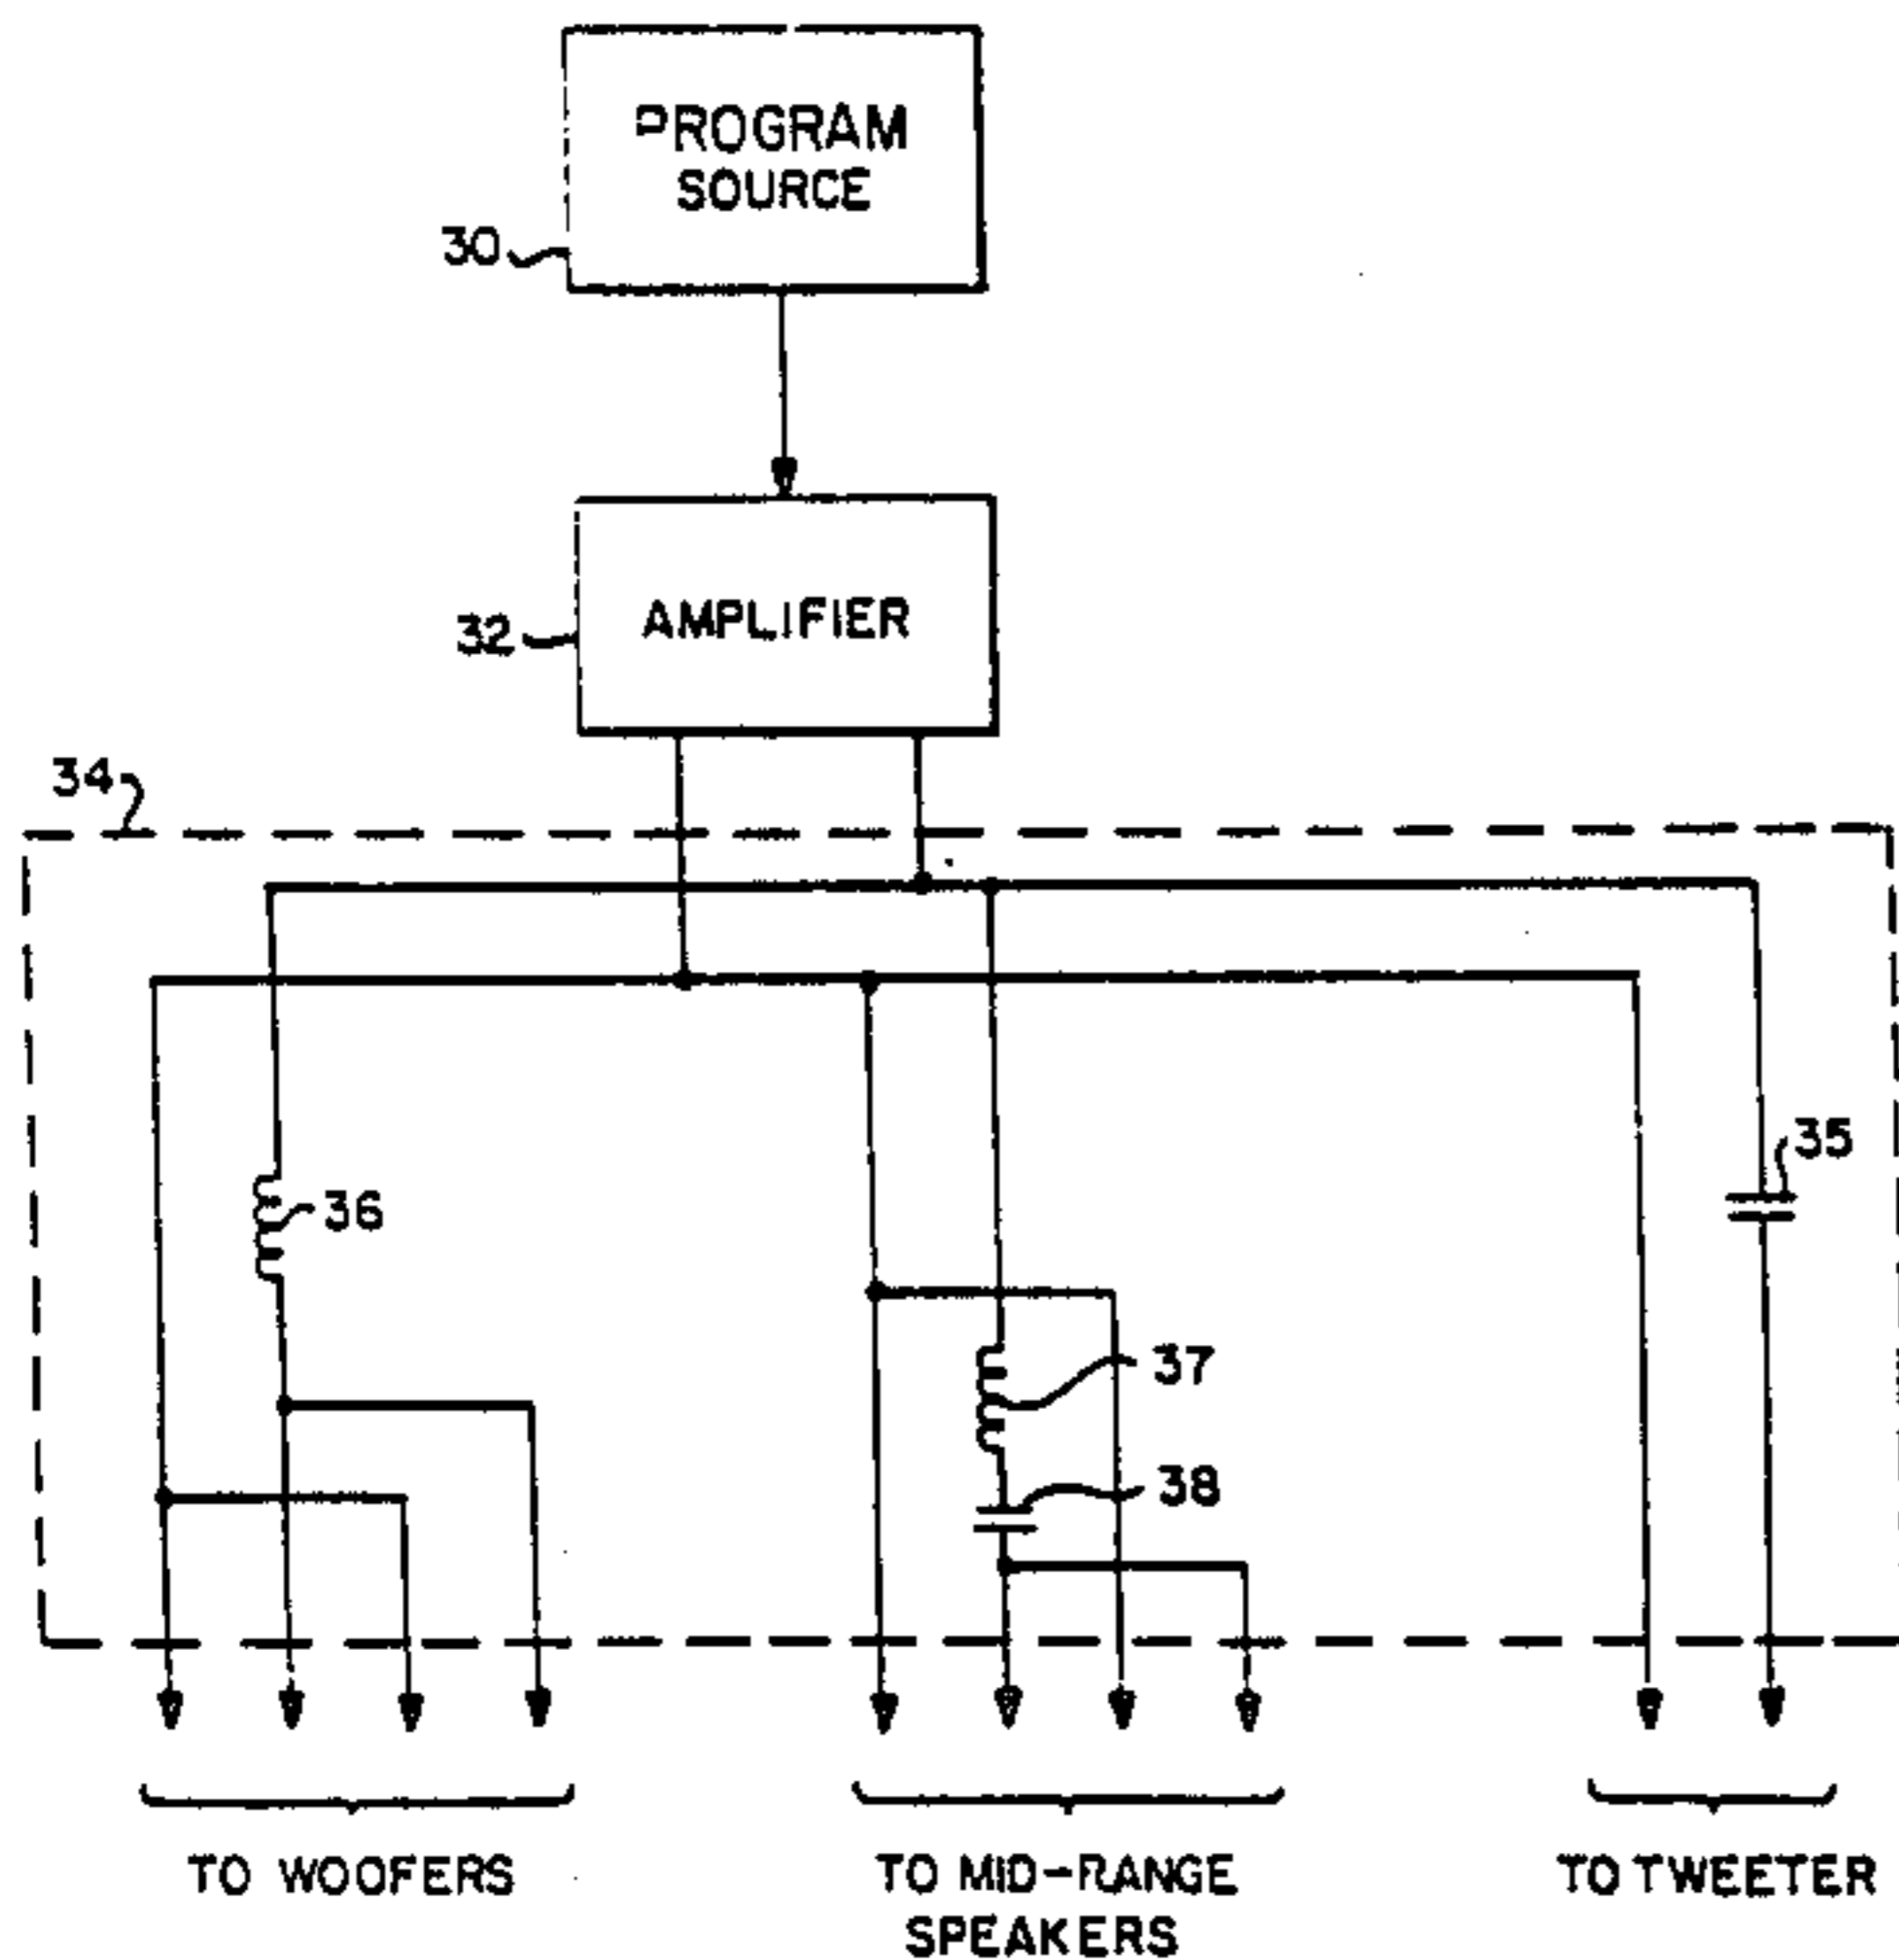 PROGRAM
SOURCE
30
AMPLIFIER
32
34
35
36
37
38
TO WOOFERS
TO MID-RANGE
SPEAKERS
TO TWEETER